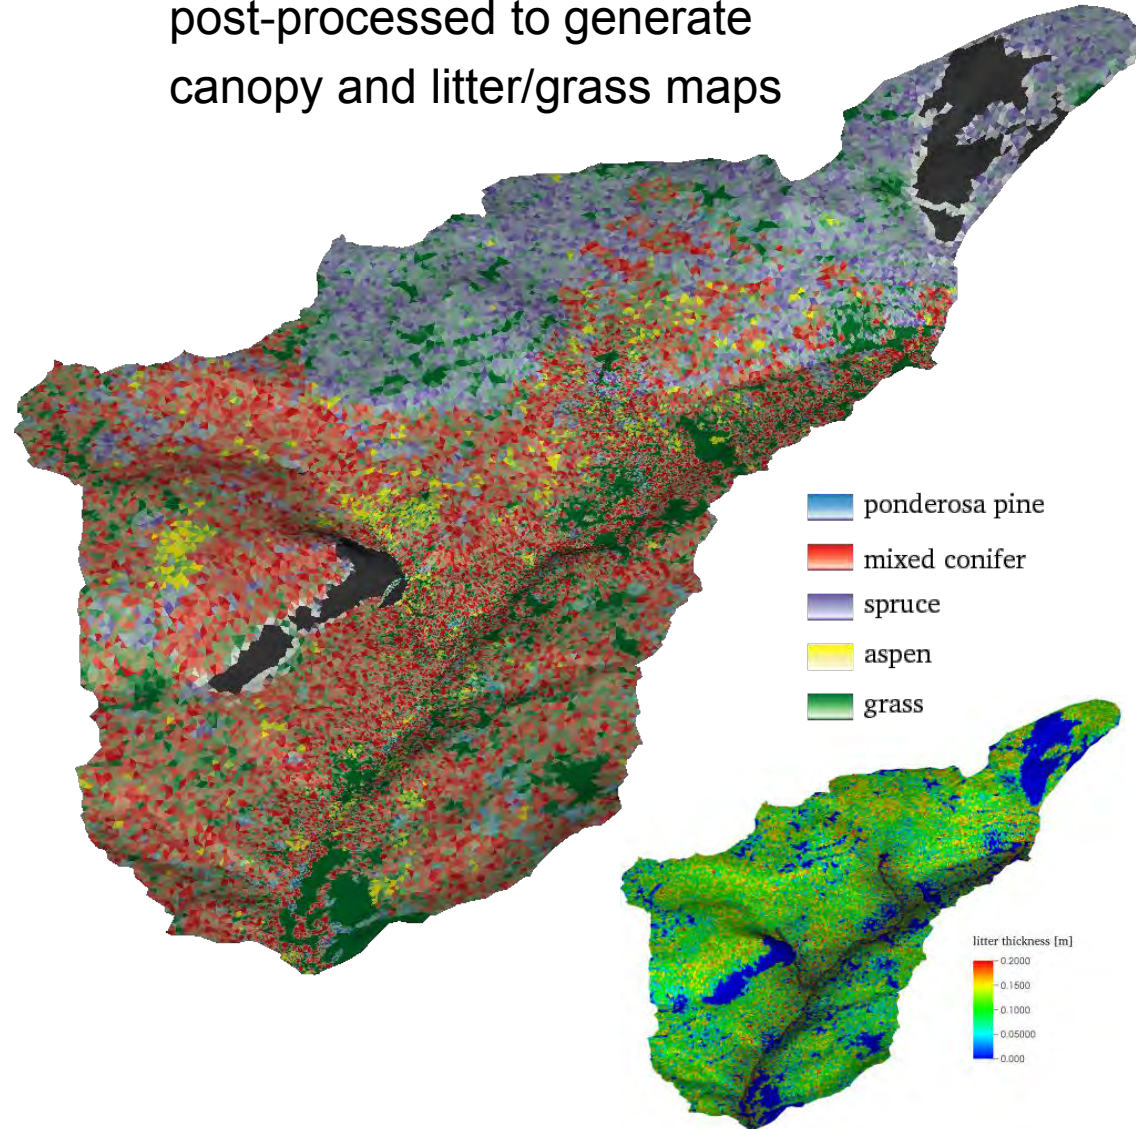 post-processed to generate
canopy and litter/grass maps
ponderosa pine
mixed conifer
spruce
aspen
grass
litter thickness [m]
0.2000
0.1500
0.1000
0.05000
0.000